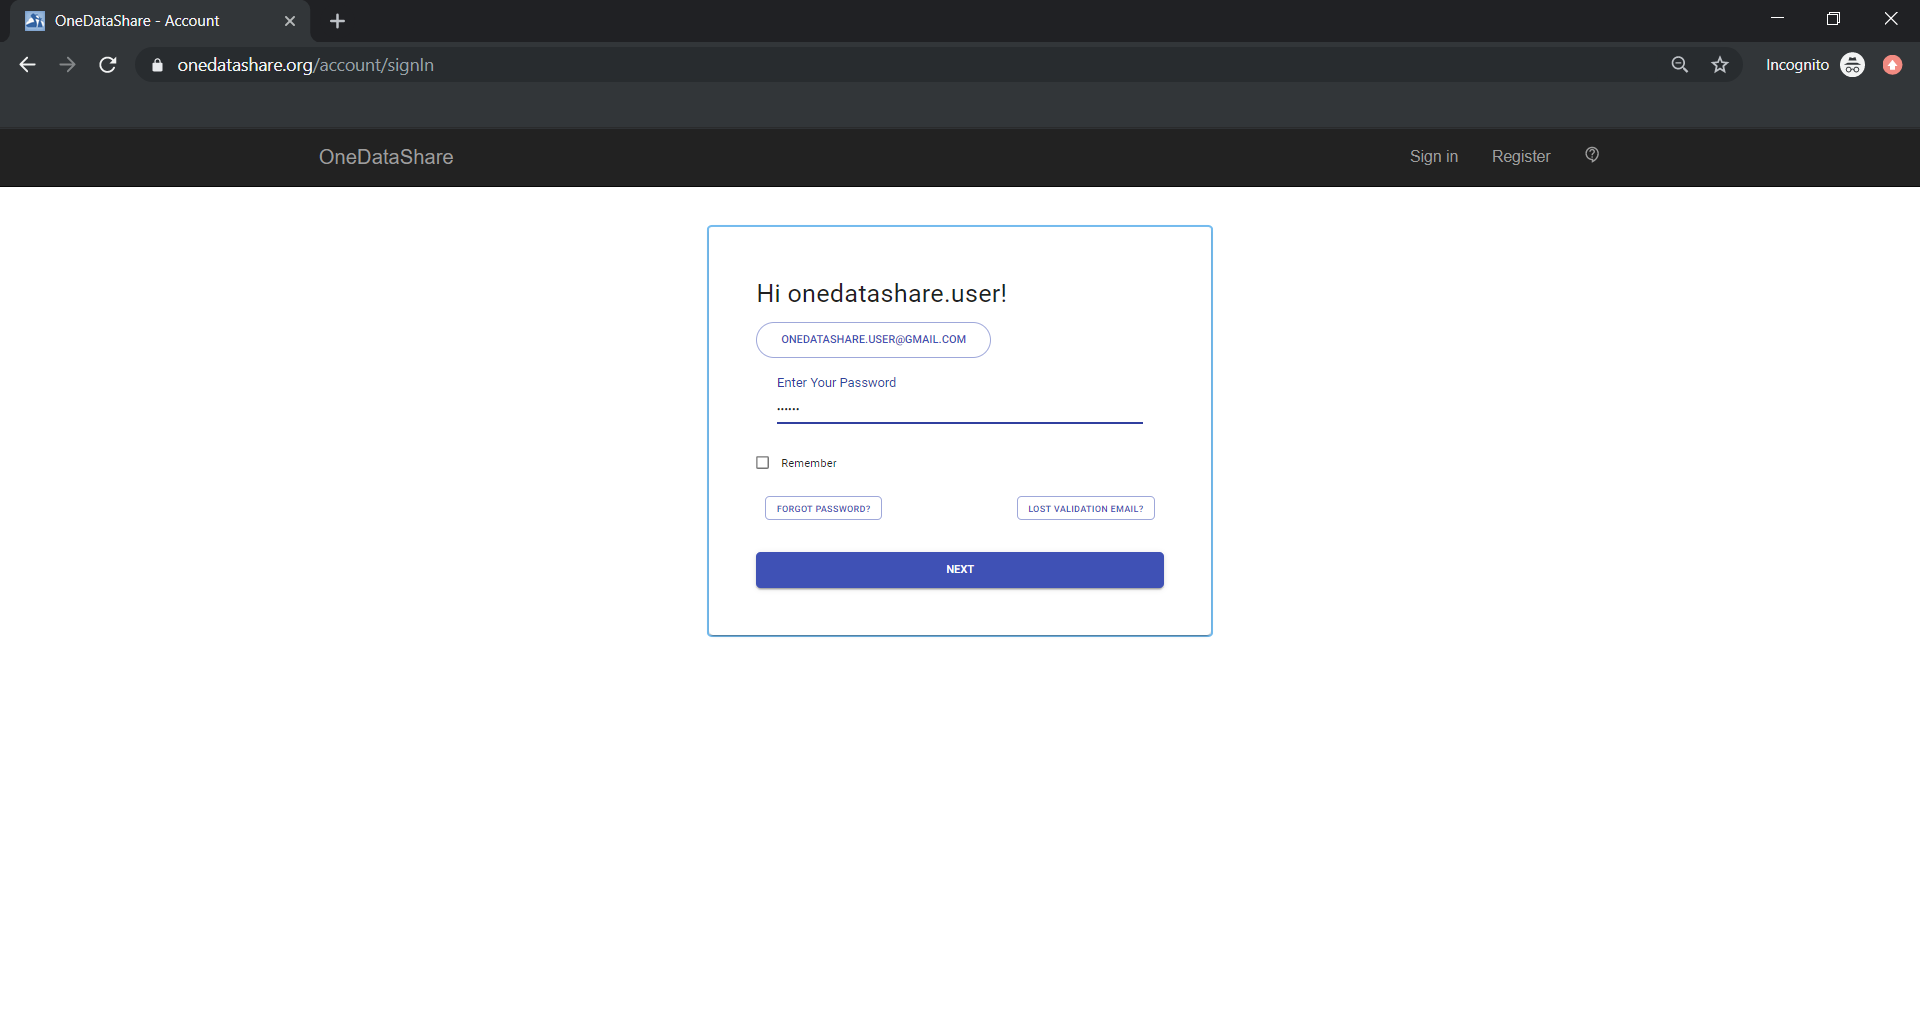 OneDataShare - Account
onedatashare.org/account/signIn
Incognito
OneDataShare
Sign in
Register
Hi onedatashare.user!
ONEDATASHARE.USER@GMAIL.COM
Enter Your Password
Remember
FORGOT PASSWORD?
LOST VALIDATION EMAIL?
NEXT